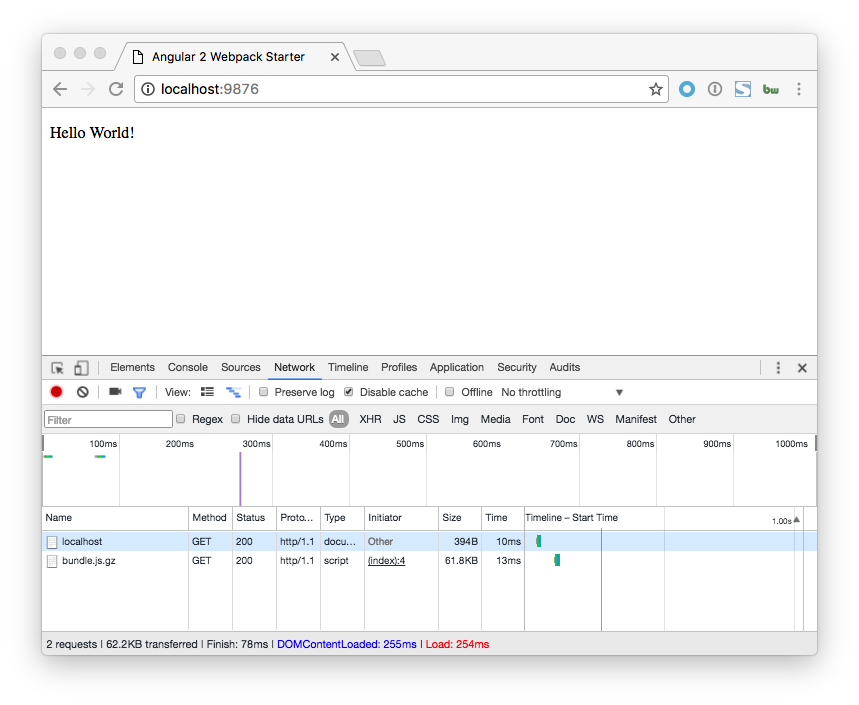 Angular 2 Webpack Starter
localhost:9876
bw
Hello World!
Elements Console Sources Network Timeline Profiles Application Security Audits
View: Preserve log Disable cache Offline No throttling
Filter Regex Hide data URLs All XHR JS CSS Img Media Font Doc WS Manifest Other
100ms 200ms 300ms 400ms 500ms 600ms 700ms 800ms 900ms 1000ms
Name Method Status Proto... Type Initiator Size Time Timeline – Start Time 1.00s
localhost GET 200 http/1.1 docu... Other 394B 10ms
bundle.js.gz GET 200 http/1.1 script (index):4 61.8KB 13ms
2 requests | 62.2KB transferred | Finish: 78ms | DOMContentLoaded: 255ms | Load: 254ms